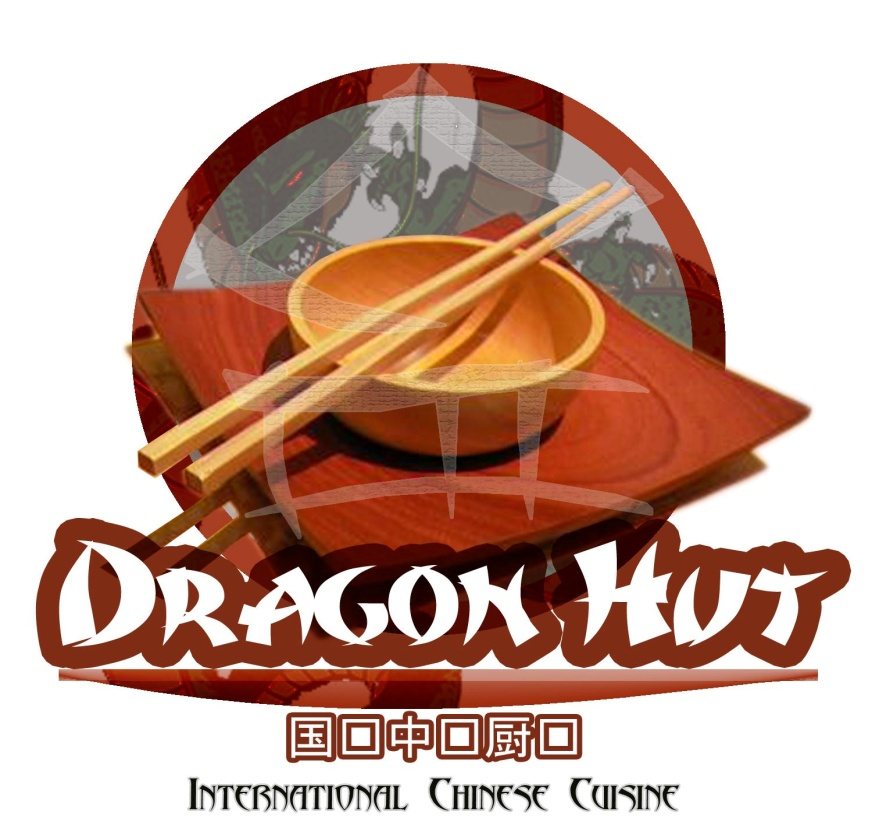 DRAGON HUT
国口中口厨口
INTERNATIONAL CHINESE CUISINE